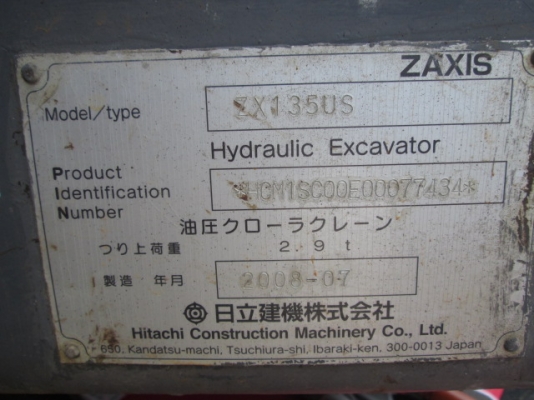 ZAXIS
Model/type ZX135US
Hydraulic Excavator
Product
Identification *HCM1SC00E00077434*
Number
油圧クローラクレーン
つり上荷重 2.9t
製造 年月 2008-07
日立建機株式会社
Hitachi Construction Machinery Co., Ltd.
650, Kandatsu-machi, Tsuchiura-shi, Ibaraki-ken, 300-0013 Japan